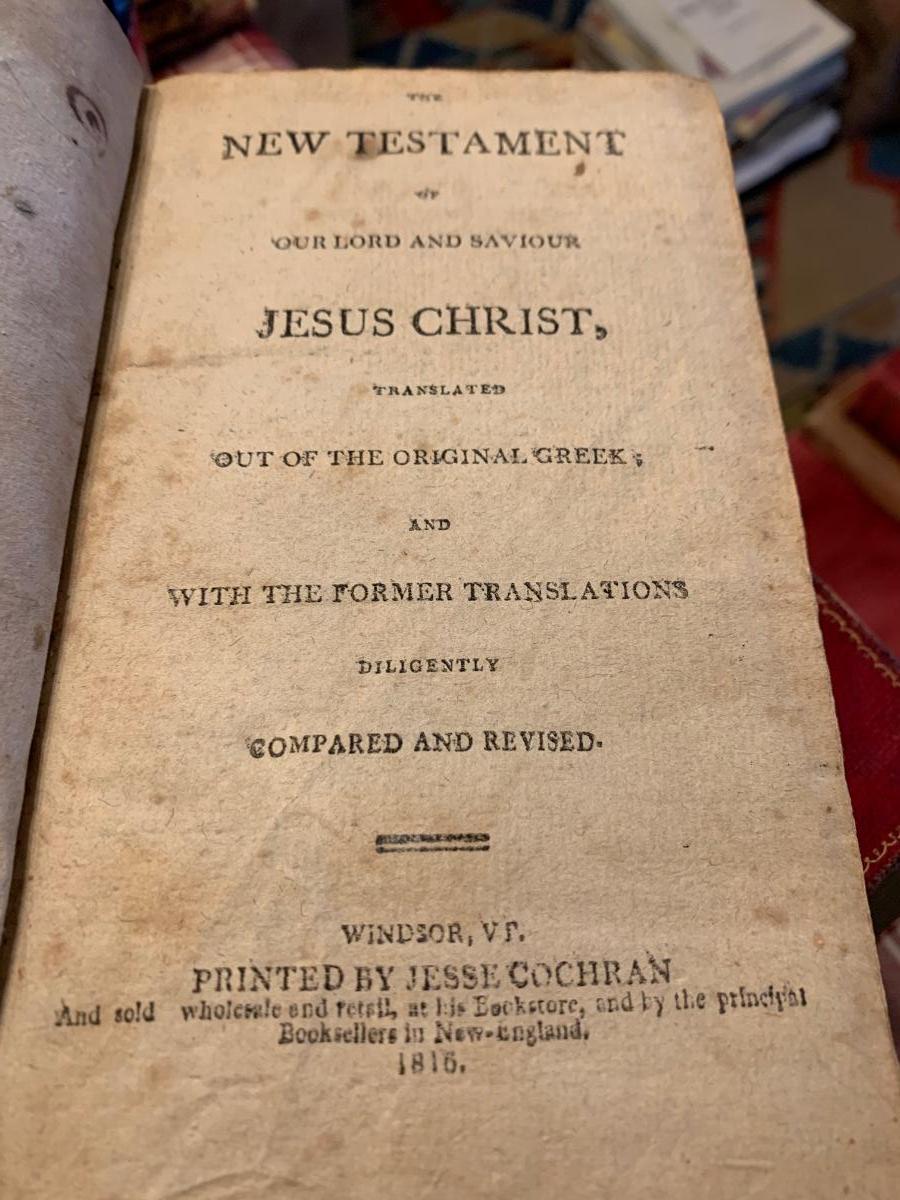 THE
NEW TESTAMENT
OF
OUR LORD AND SAVIOUR
JESUS CHRIST,
TRANSLATED
OUT OF THE ORIGINAL GREEK;
AND
WITH THE FORMER TRANSLATIONS
DILIGENTLY
COMPARED AND REVISED.
WINDSOR, VT.
PRINTED BY JESSE COCHRAN
And sold wholesale and retail, at his Bookstore, and by the principal
Booksellers in New-England.
1816.